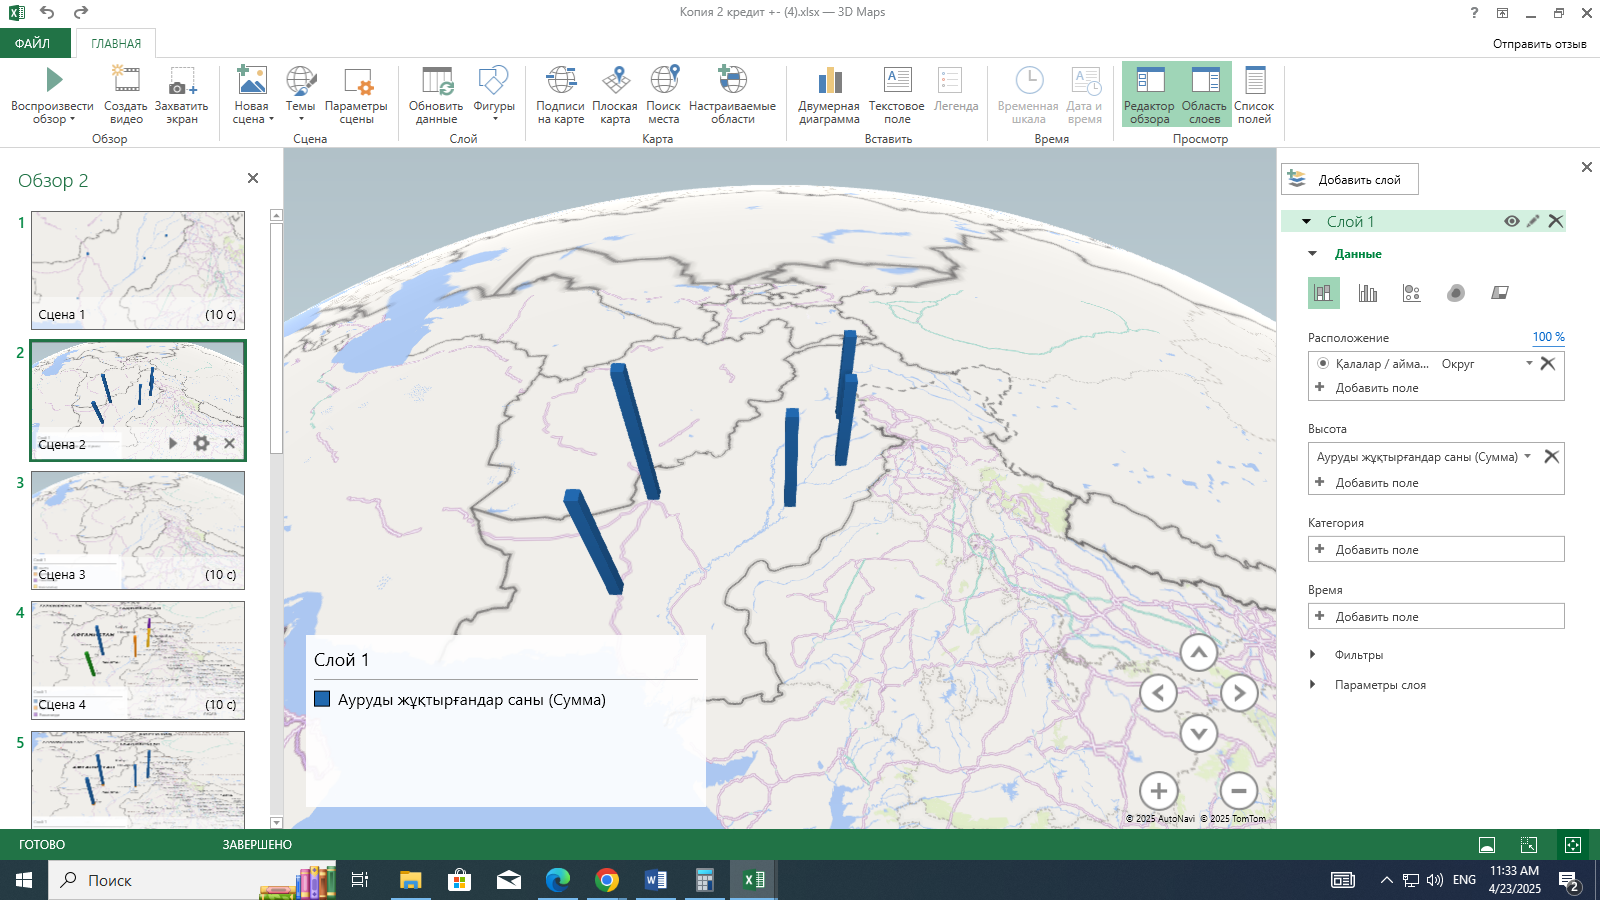 Копия 2 кредит +- (4).xlsx — 3D Maps
?
ФАЙЛ
ГЛАВНАЯ
Отправить отзыв
Воспроизвести обзор
Создать видео
Захватить экран
Обзор
Новая сцена
Темы
Параметры сцены
Сцена
Обновить данные
Фигуры
Слой
Подписи на карте
Плоская карта
Поиск места
Настраиваемые области
Карта
Двумерная диаграмма
Текстовое поле
Легенда
Вставить
Временная шкала
Дата и время
Время
Редактор обзора
Область слоев
Список полей
Просмотр
Обзор 2
1
Сцена 1 (10 с)
2
Сцена 2
3
Сцена 3 (10 с)
4
Сцена 4 (10 с)
5
Слой 1
Ауруды жұқтырғандар саны (Сумма)
© 2025 AutoNavi © 2025 TomTom
Добавить слой
Слой 1
Данные
Расположение 100 %
Қалалар / айма... Округ
Добавить поле
Высота
Ауруды жұқтырғандар саны (Сумма)
Добавить поле
Категория
Добавить поле
Время
Добавить поле
Фильтры
Параметры слоя
ГОТОВО
ЗАВЕРШЕНО
Поиск
ENG
11:33 AM
4/23/2025
2